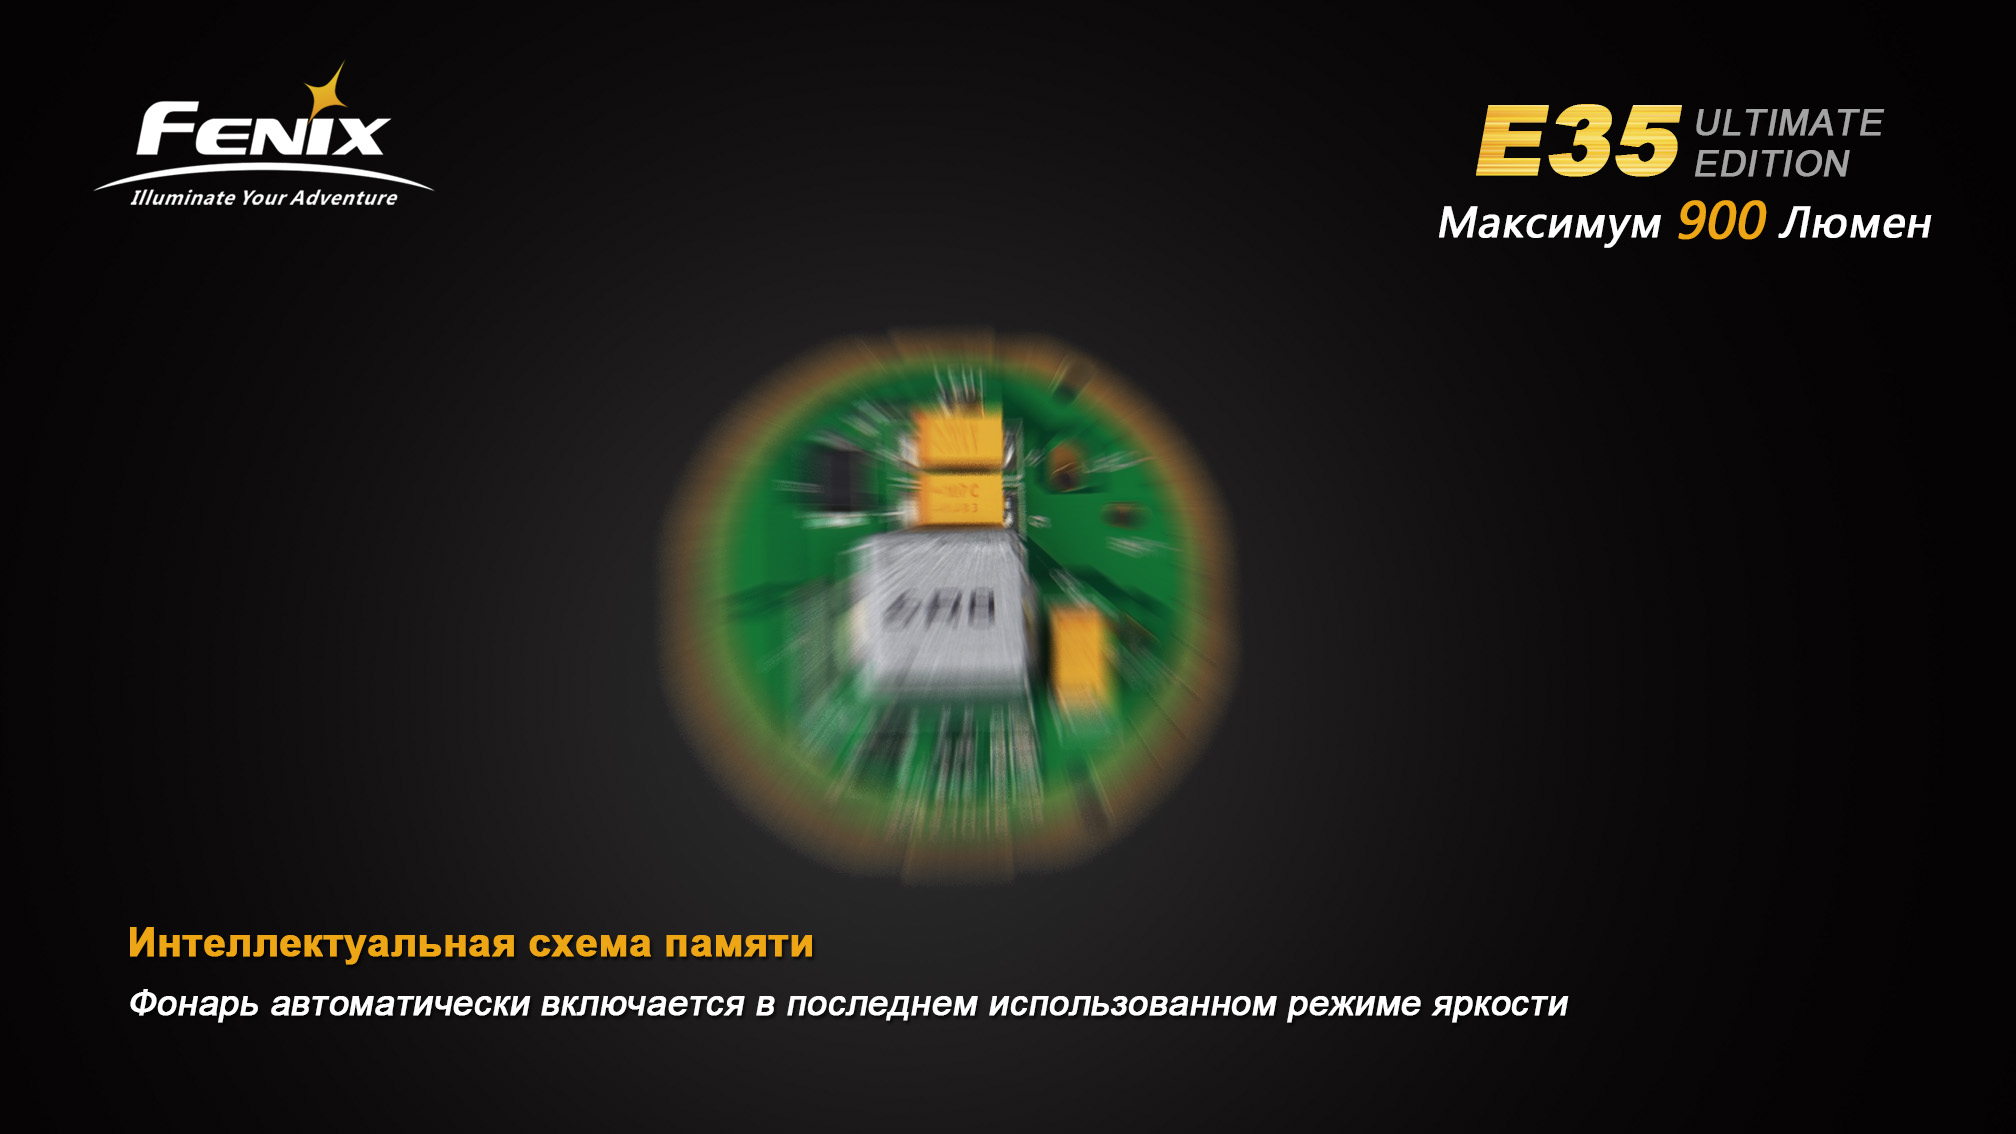 FENIX
Illuminate Your Adventure
E35 ULTIMATE
EDITION
Максимум 900 Люмен
Интеллектуальная схема памяти
Фонарь автоматически включается в последнем использованном режиме яркости